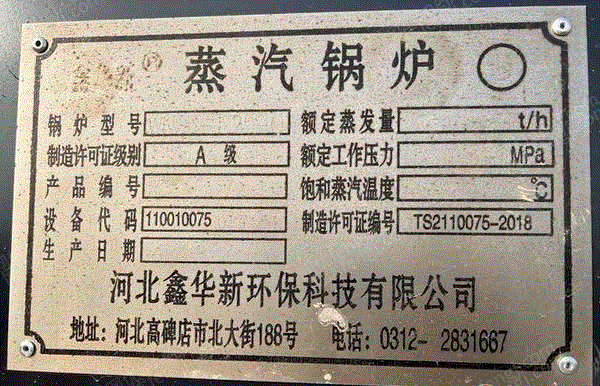 蒸汽锅炉
锅炉型号 额定蒸发量 t/h
制造许可证级别 A 级 额定工作压力 MPa
产品编号 饱和蒸汽温度 ℃
设备代码 110010075 制造许可证编号 TS2110075-2018
生产日期
河北鑫华新环保科技有限公司
地址: 河北高碑店市北大街188号 电话: 0312- 2831667